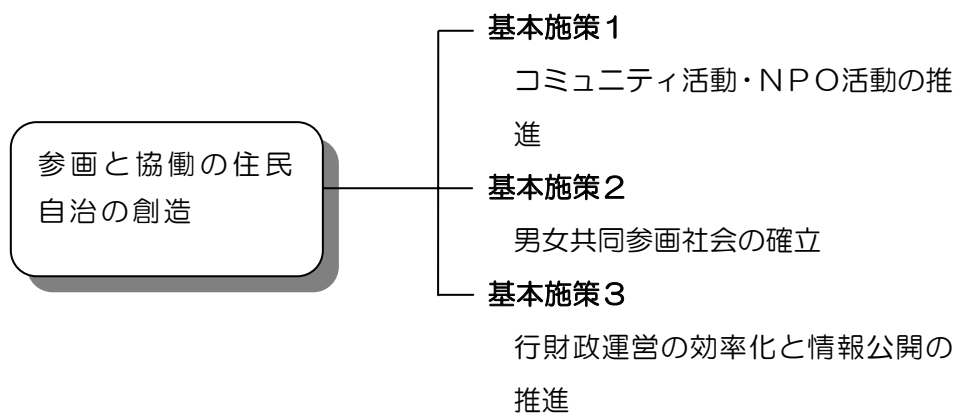 参画と協働の住民
自治の創造
基本施策１
コミュニティ活動・ＮＰＯ活動の推
進
基本施策２
男女共同参画社会の確立
基本施策３
行財政運営の効率化と情報公開の
推進